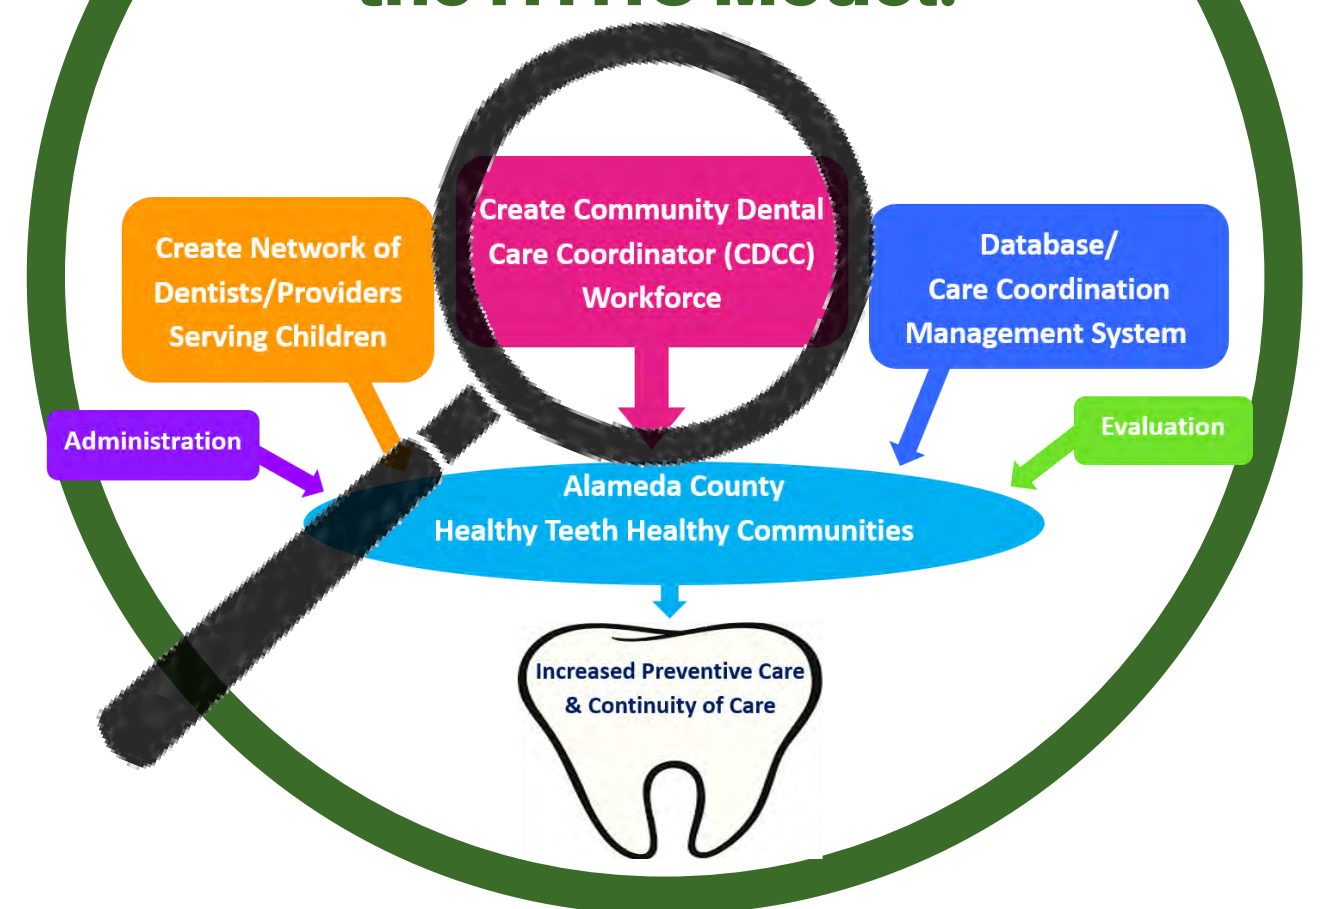 Model:
Create Community Dental
Care Coordinator (CDCC)
Workforce
Create Network of
Dentists/Providers
Serving Children
Database/
Care Coordination
Management System
Administration
Evaluation
Alameda County
Healthy Teeth Healthy Communities
Increased Preventive Care
& Continuity of Care